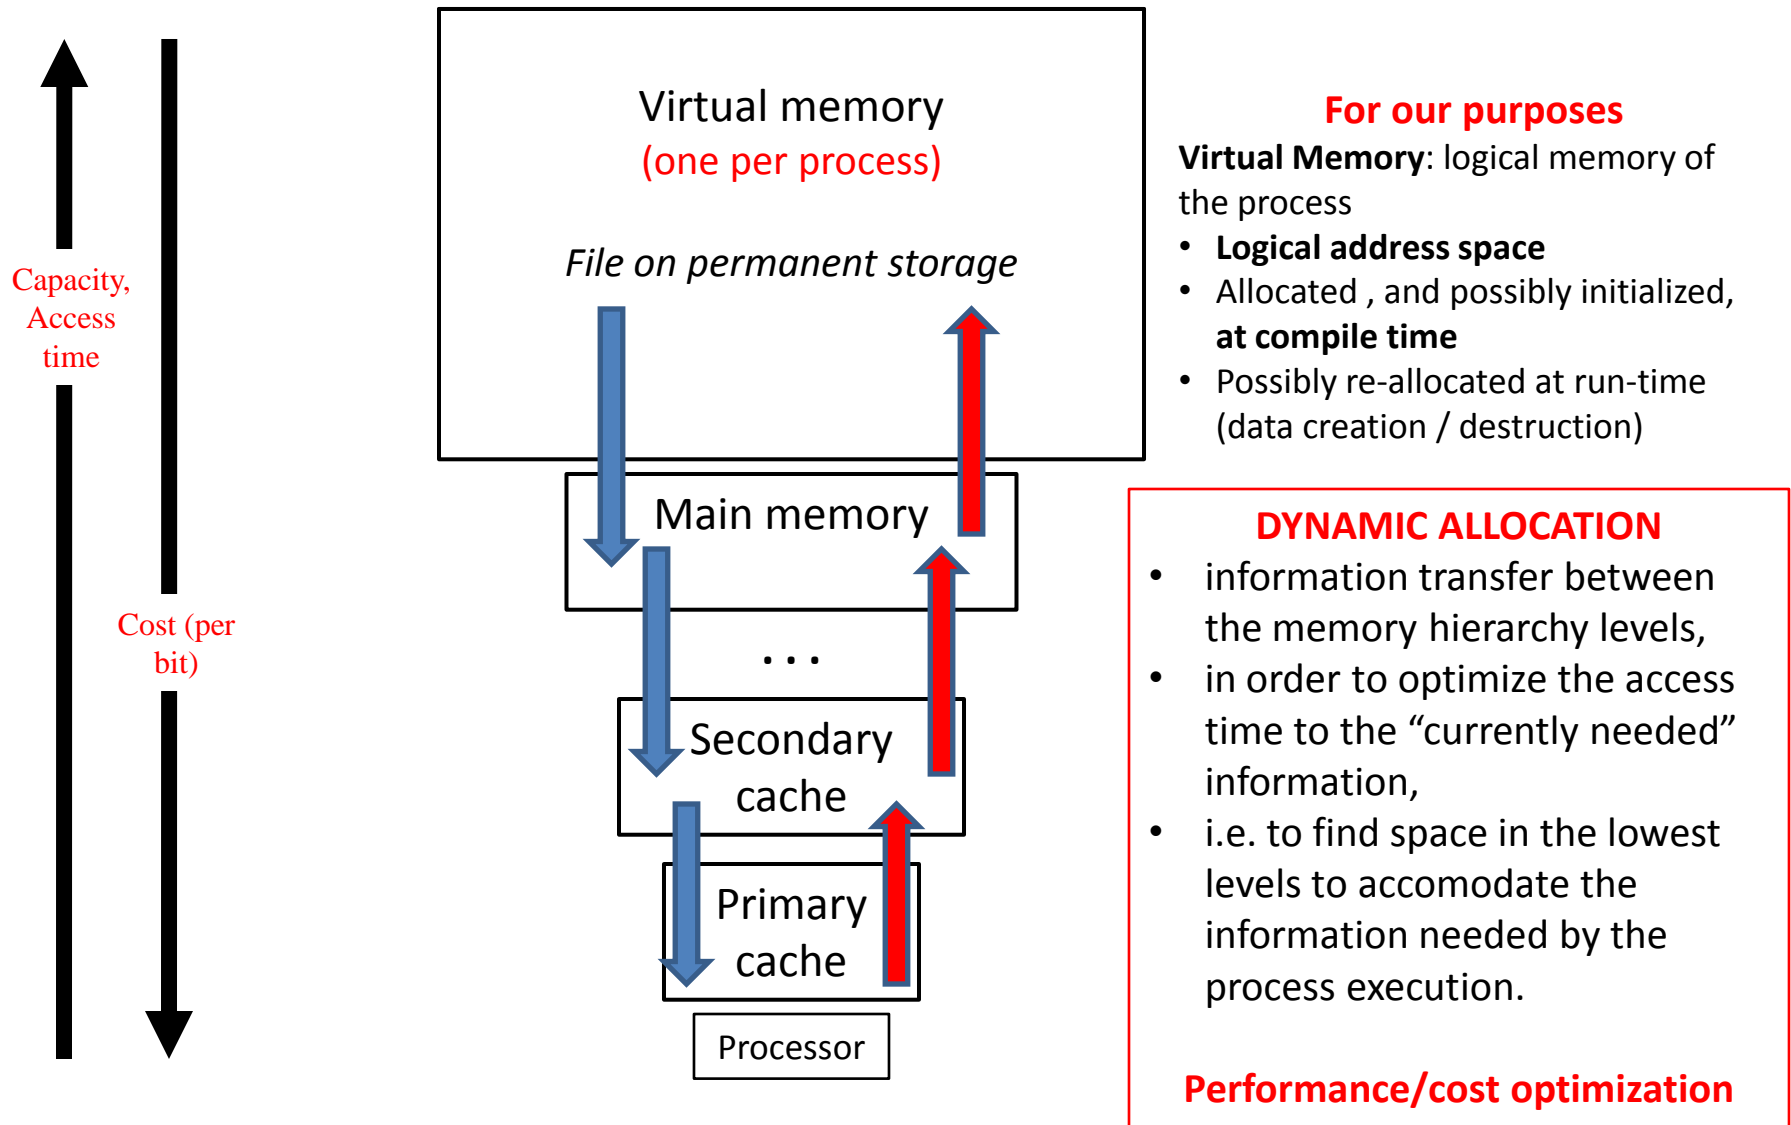 Capacity,
Access
time
Cost (per
bit)
Virtual memory
(one per process)
File on permanent storage
Main memory
...
Secondary
cache
Primary
cache
Processor
For our purposes
Virtual Memory: logical memory of
the process
• Logical address space
• Allocated , and possibly initialized,
at compile time
• Possibly re-allocated at run-time
(data creation / destruction)
DYNAMIC ALLOCATION
• information transfer between
the memory hierarchy levels,
• in order to optimize the access
time to the “currently needed”
information,
• i.e. to find space in the lowest
levels to accomodate the
information needed by the
process execution.
Performance/cost optimization